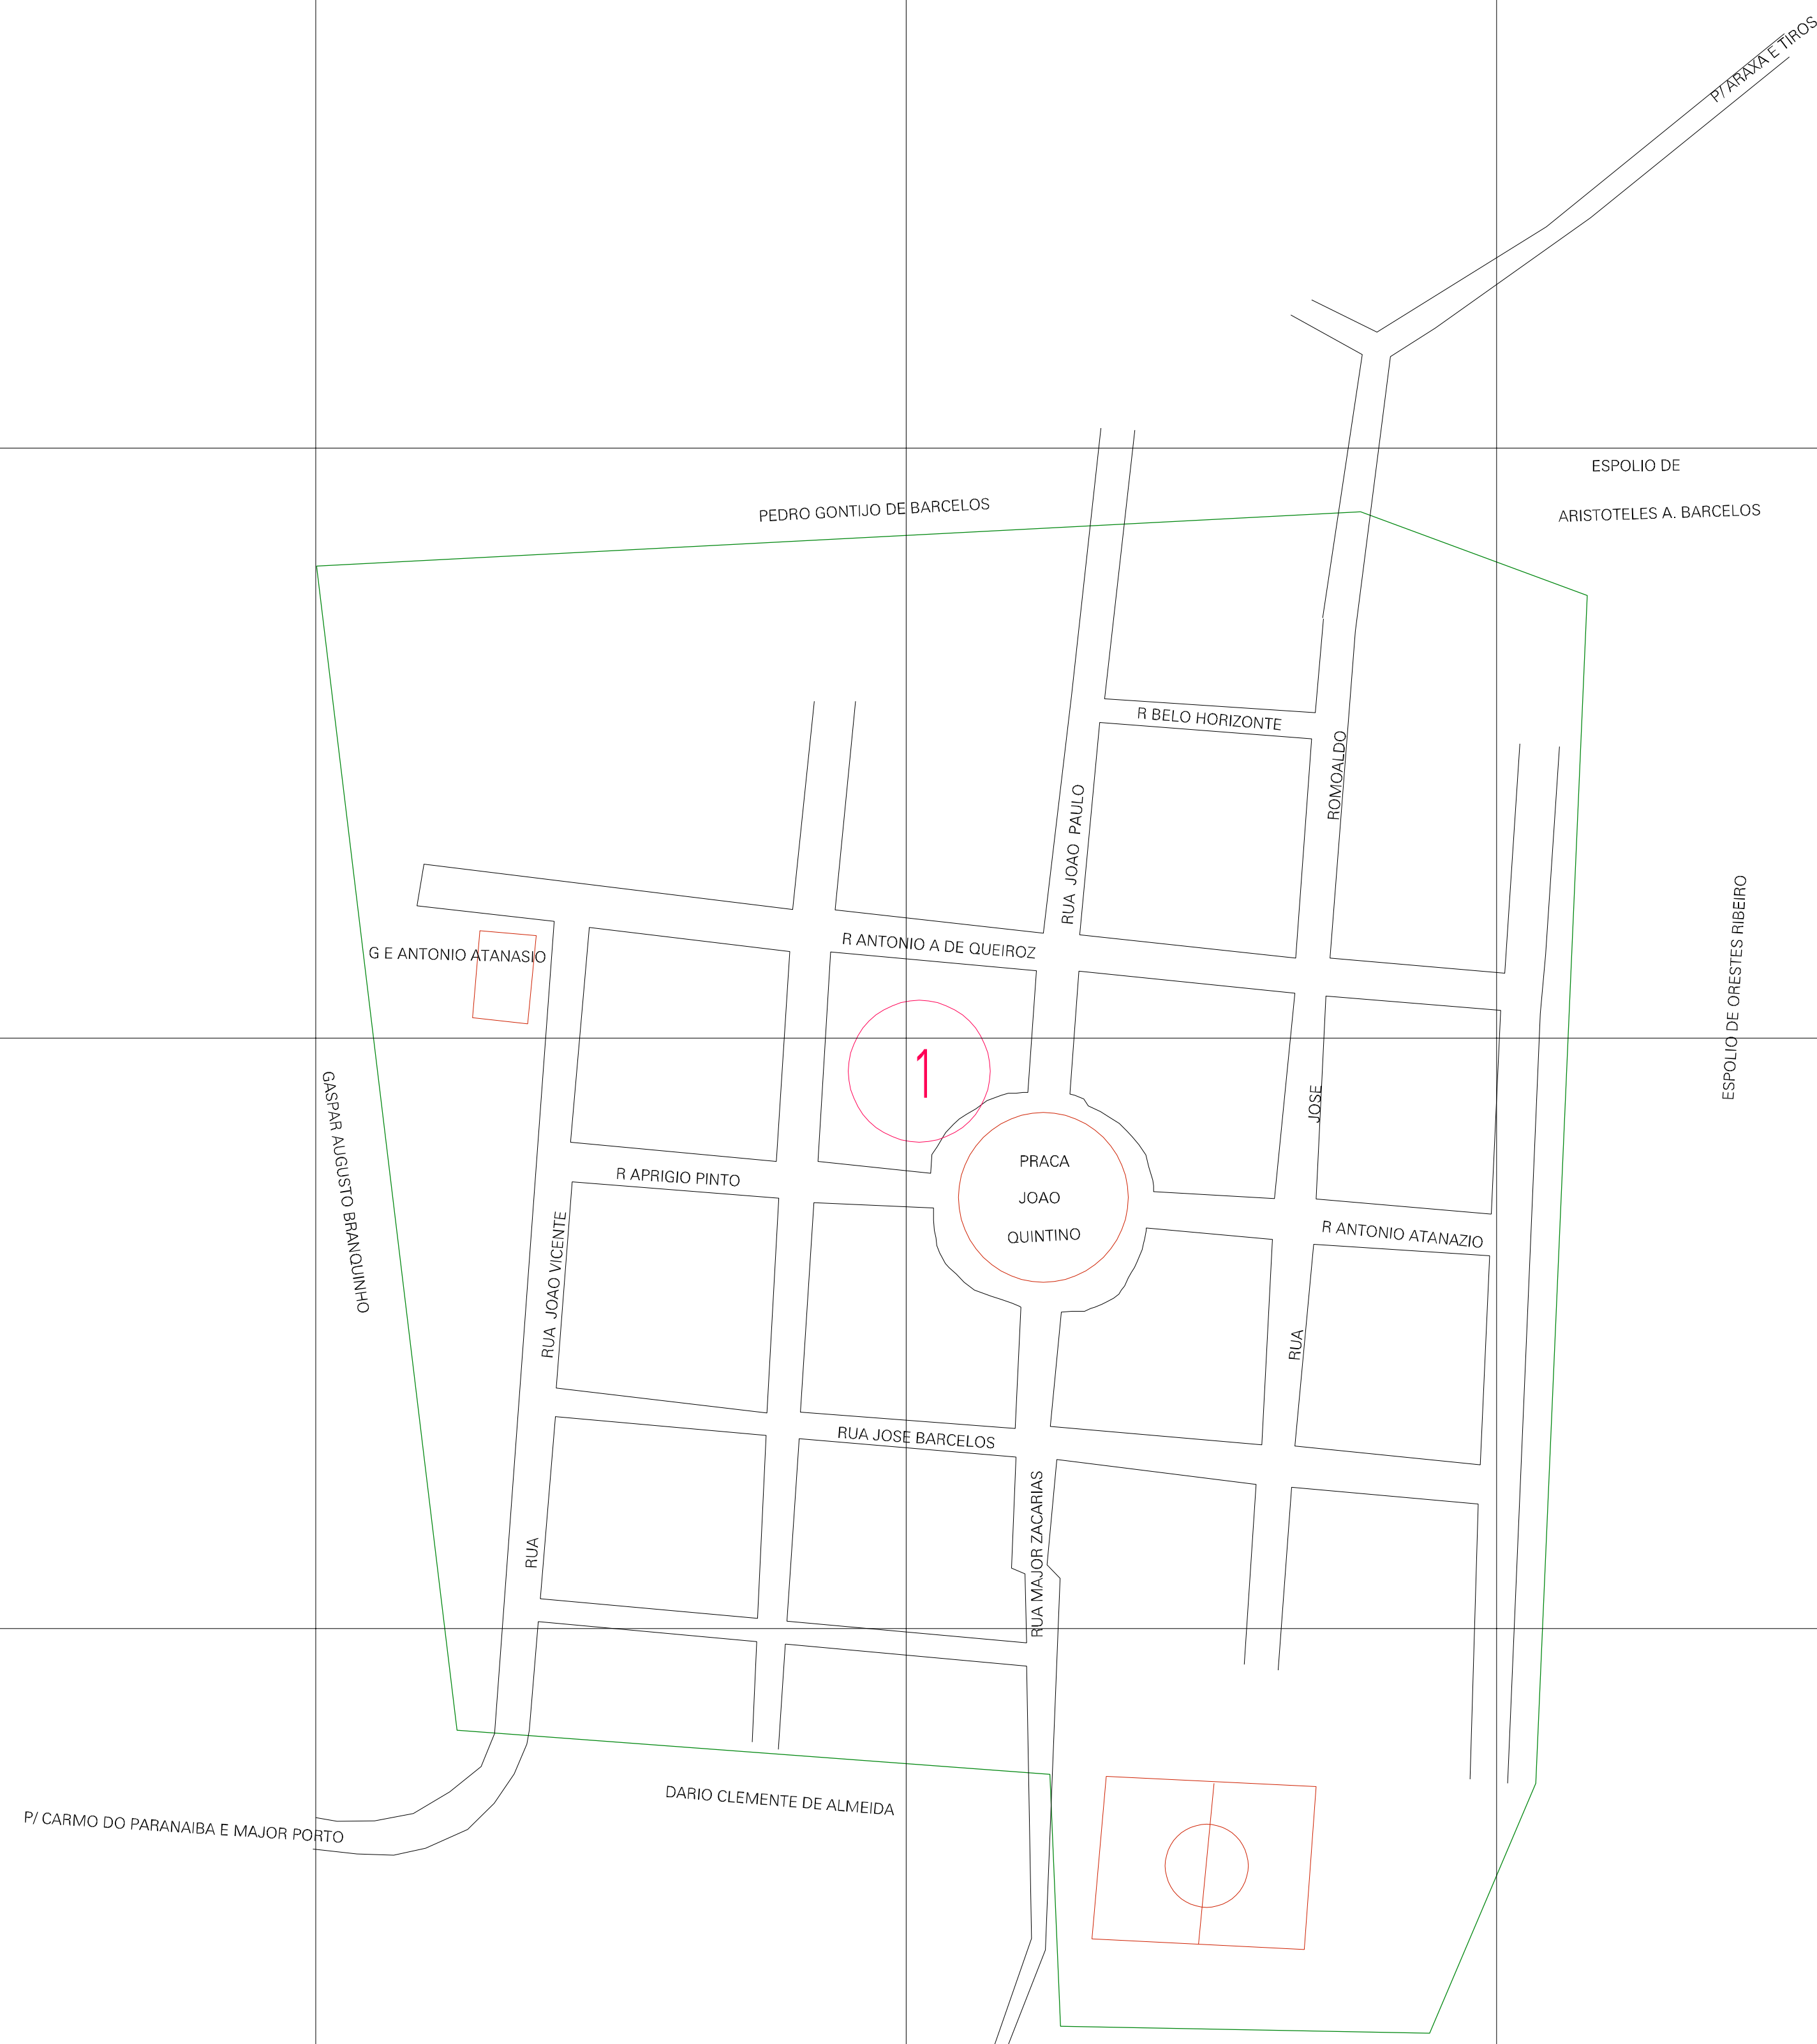 P/ ARAXA E TIROS
ESPOLIO DE
ARISTOTELES A. BARCELOS
PEDRO GONTIJO DE BARCELOS
R BELO HORIZONTE
ROMOALDO
RUA JOAO PAULO
R ANTONIO A DE QUEIROZ
G E ANTONIO ATANASIO
ESPOLIO DE ORESTES RIBEIRO
1
JOSE
GASPAR AUGUSTO BRANQUINHO
PRACA
JOAO
QUINTINO
R APRIGIO PINTO
R ANTONIO ATANAZIO
RUA JOAO VICENTE
RUA
RUA JOSE BARCELOS
RUA MAJOR ZACARIAS
RUA
DARIO CLEMENTE DE ALMEIDA
P/ CARMO DO PARANAIBA E MAJOR PORTO